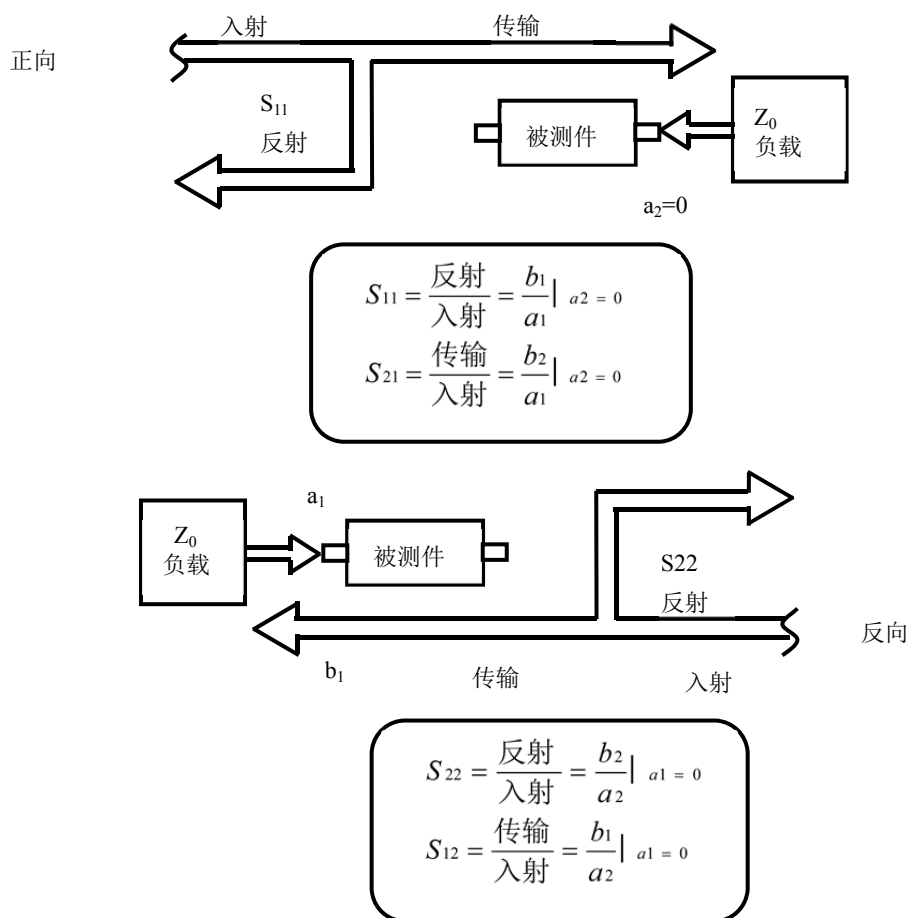 入射 传输
正向
S₁₁
反射
被测件
Z₀
负载
a₂=0
S₁₁ = 反射/入射 = b₁/a₁ | a2 = 0
S₂₁ = 传输/入射 = b₂/a₁ | a2 = 0
a₁
Z₀
负载
被测件
S22
反射
反向
b₁ 传输 入射
S₂₂ = 反射/入射 = b₂/a₂ | a1 = 0
S₁₂ = 传输/入射 = b₁/a₂ | a1 = 0